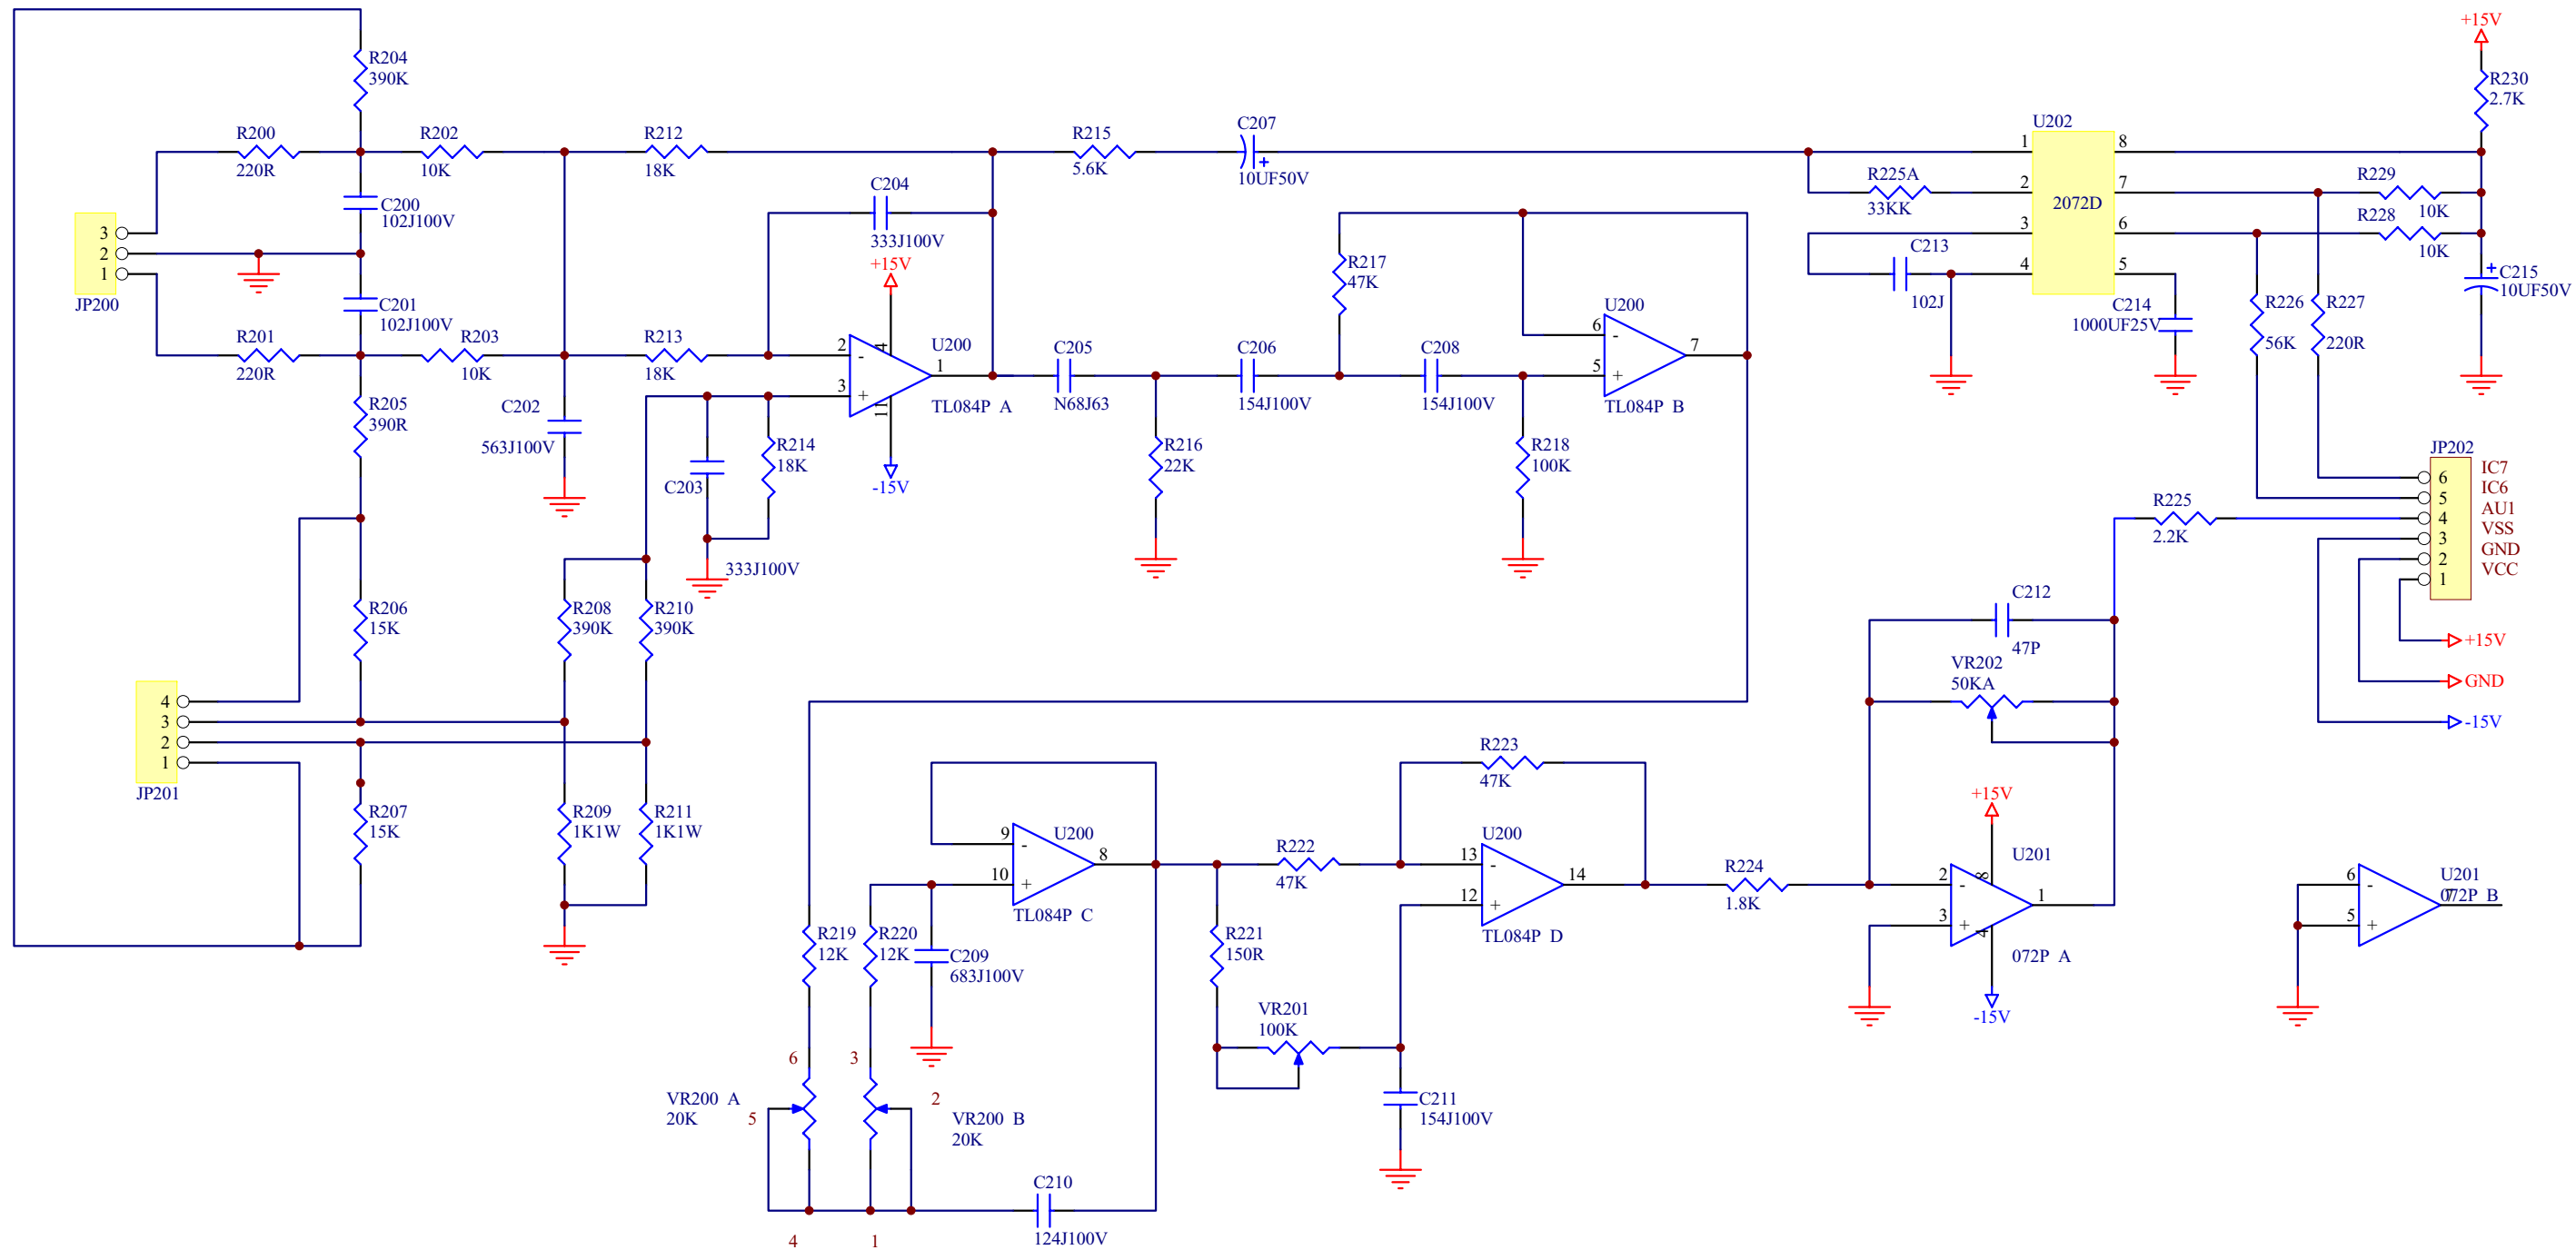 R204
390K
R200
220R
R202
10K
R212
18K
R215
5.6K
C207
10UF50V
C200
102J100V
3
2
1
JP200
C201
102J100V
R201
220R
R203
10K
R213
18K
C204
333J100V
+15V
R205
390R
C202
563J100V
C203
333J100V
R214
18K
2
-
3
+
4
11
1
U200
TL084P A
-15V
C205
N68J63
R216
22K
C206
154J100V
R217
47K
C208
154J100V
R218
100K
U200
6
-
5
+
7
TL084P B
U202
2072D
1
2
3
4
8
7
6
5
R225A
33KK
C213
102J
C214
1000UF25V
+15V
R230
2.7K
R229
10K
R228
10K
C215
10UF50V
R226
56K
R227
220R
JP202
6
5
4
3
2
1
IC7
IC6
AU1
VSS
GND
VCC
+15V
GND
-15V
R225
2.2K
R206
15K
R208
390K
R210
390K
4
3
2
1
JP201
R207
15K
R209
1K1W
R211
1K1W
R219
12K
R220
12K
C209
683J100V
9
-
10
+
8
U200
TL084P C
6
3
VR200 A
20K
5
2
VR200 B
20K
4
1
C210
124J100V
R222
47K
R223
47K
R221
150R
VR201
100K
C211
154J100V
U200
13
-
12
+
14
TL084P D
R224
1.8K
C212
47P
VR202
50KA
+15V
U201
2
-
3
+
8
4
1
072P A
-15V
6
-
5
+
7
U201
072P B